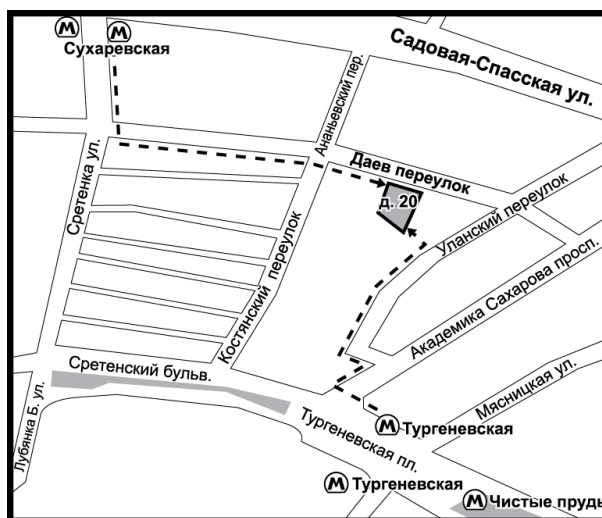 М М
Сухаревская
Садовая-Спасская ул.
Ананьевский пер.
Сретенка ул.
Даев переулок
д. 20
Уланский переулок
Костянский переулок
Академика Сахарова просп.
Сретенский бульв.
Мясницкая ул.
Лубянка Б. ул.
Тургеневская пл.
М Тургеневская
М Тургеневская
М Чистые пруды